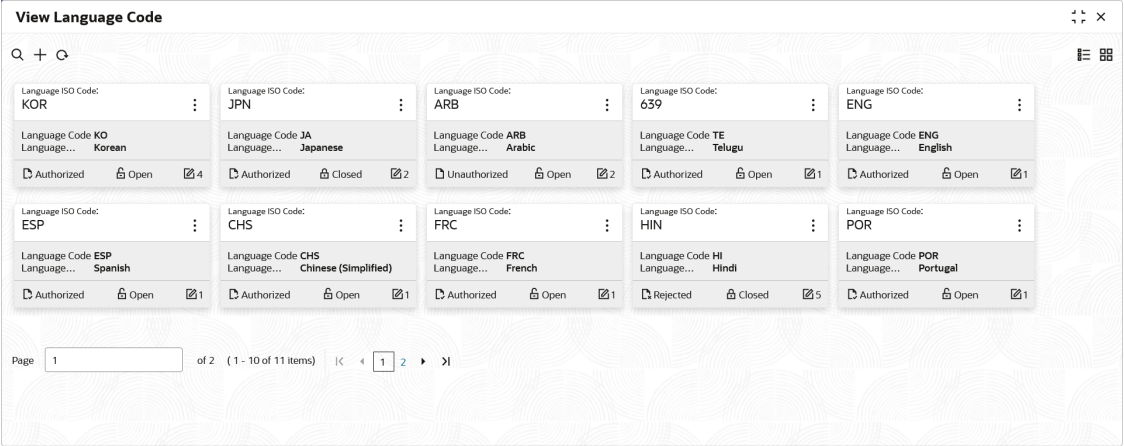 View Language Code
Language ISO Code:
KOR
Language Code KO
Language... Korean
Authorized Open 4
Language ISO Code:
JPN
Language Code JA
Language... Japanese
Authorized Closed 2
Language ISO Code:
ARB
Language Code ARB
Language... Arabic
Unauthorized Open 2
Language ISO Code:
639
Language Code TE
Language... Telugu
Authorized Open 1
Language ISO Code:
ENG
Language Code ENG
Language... English
Authorized Open 1
Language ISO Code:
ESP
Language Code ESP
Language... Spanish
Authorized Open 1
Language ISO Code:
CHS
Language Code CHS
Language... Chinese (Simplified)
Authorized Open 1
Language ISO Code:
FRC
Language Code FRC
Language... French
Authorized Open 1
Language ISO Code:
HIN
Language Code HI
Language... Hindi
Rejected Closed 5
Language ISO Code:
POR
Language Code POR
Language... Portugal
Authorized Open 1
Page 1 of 2 (1 - 10 of 11 items) 1 2